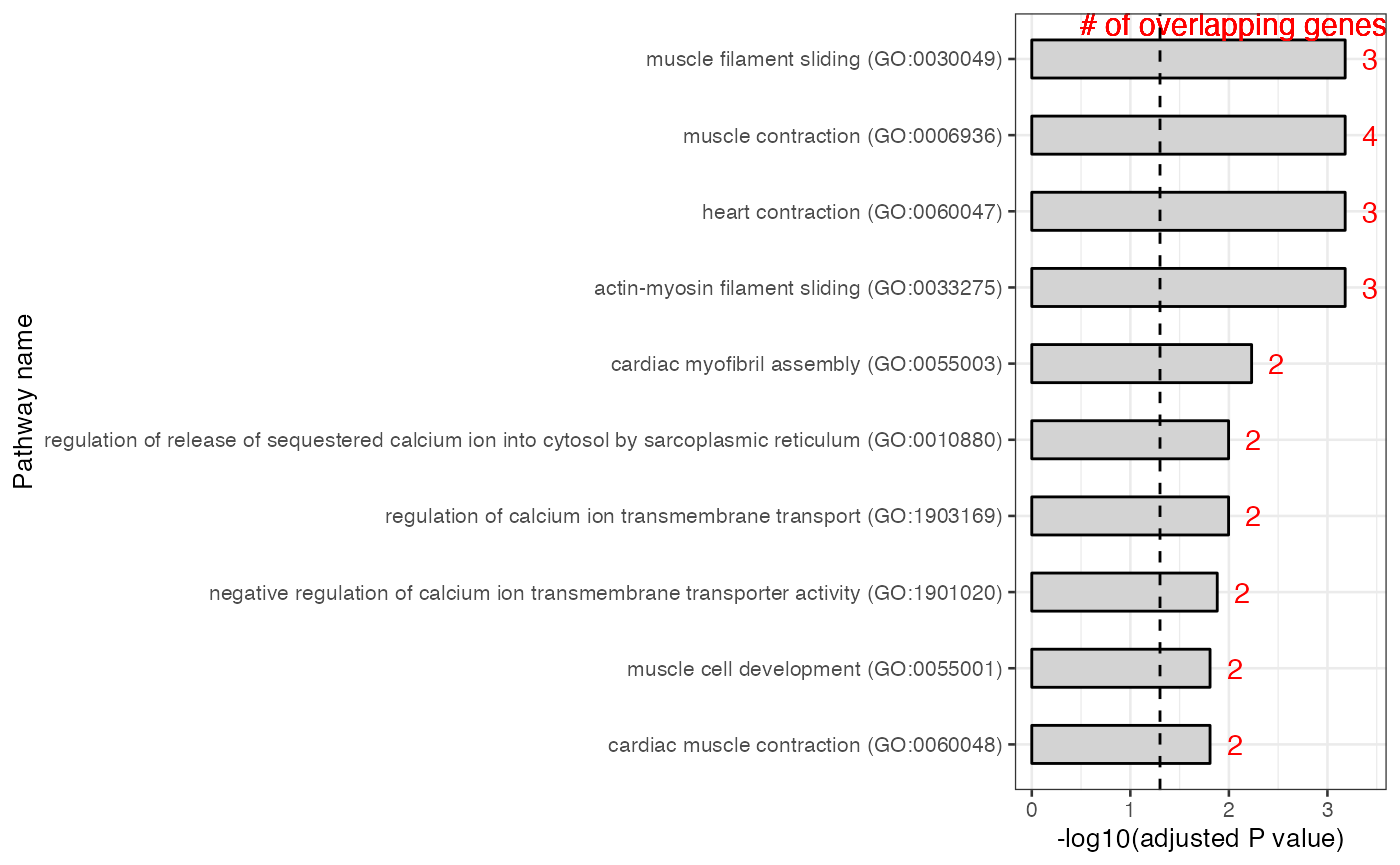 # of overlapping genes
muscle filament sliding (GO:0030049) 3
muscle contraction (GO:0006936) 4
heart contraction (GO:0060047) 3
actin-myosin filament sliding (GO:0033275) 3
cardiac myofibril assembly (GO:0055003) 2
regulation of release of sequestered calcium ion into cytosol by sarcoplasmic reticulum (GO:0010880) 2
regulation of calcium ion transmembrane transport (GO:1903169) 2
negative regulation of calcium ion transmembrane transporter activity (GO:1901020) 2
muscle cell development (GO:0055001) 2
cardiac muscle contraction (GO:0060048) 2
Pathway name
0 1 2 3
-log10(adjusted P value)